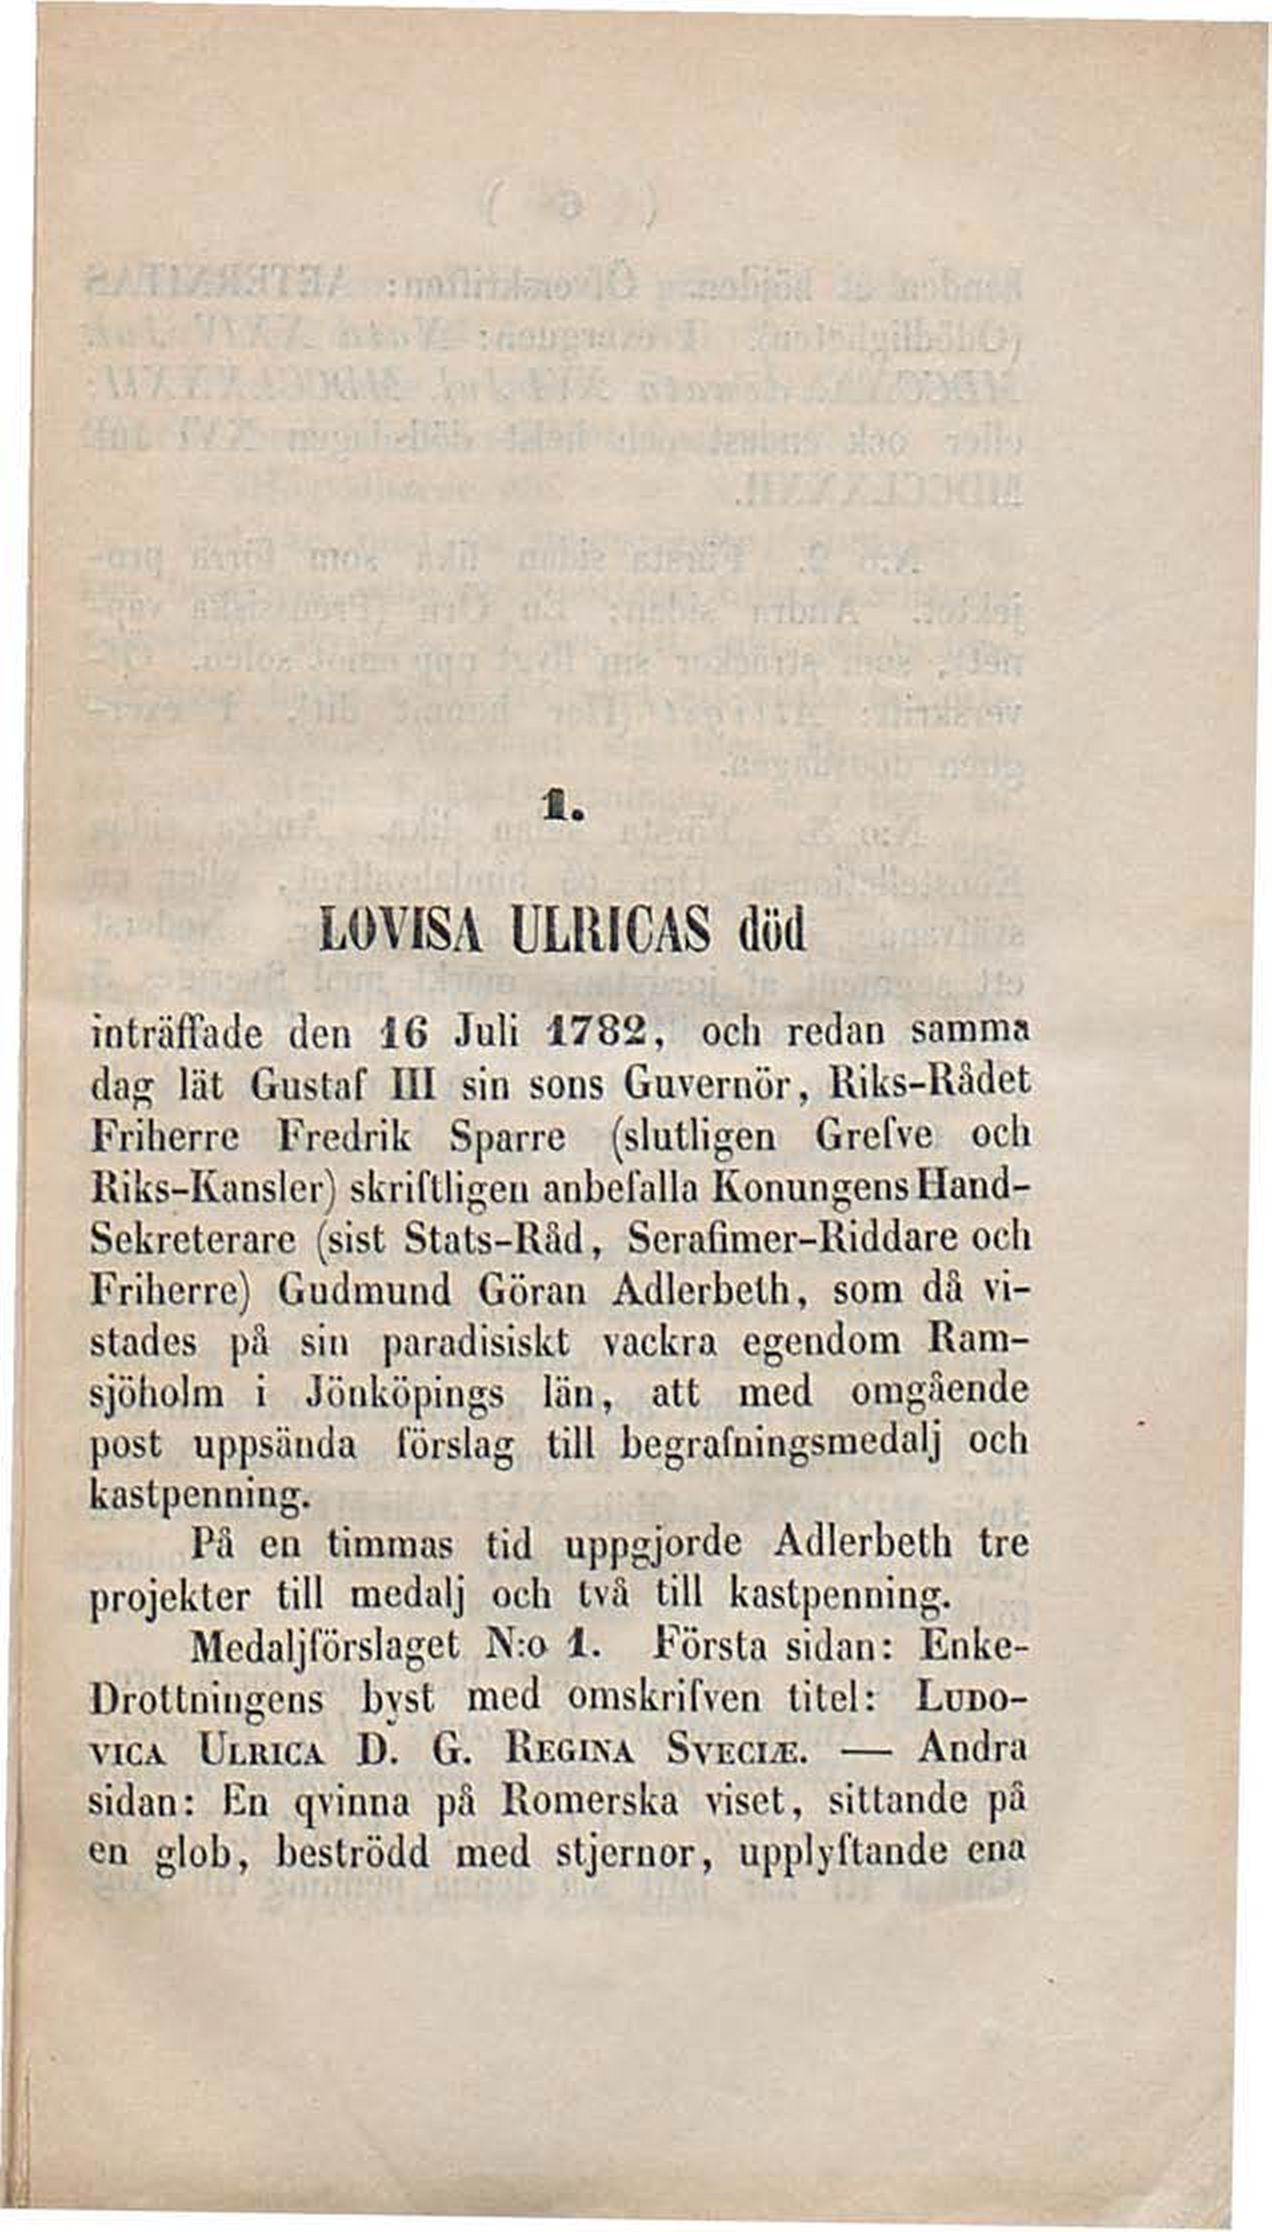 1.
LOVISA ULRICAS död
inträffade den 16 Juli 1782, och redan samma
dag lät Gustaf III sin sons Guvernör, Riks-Rådet
Friherre Fredrik Sparre (slutligen Grefve och
Riks-Kansler) skriftligen anbefalla Konungens Hand-
Sekreterare (sist Stats-Råd, Serafimer-Riddare och
Friherre) Gudmund Göran Adlerbeth, som då vi-
stades på sin paradisiskt vackra egendom Ram-
sjöholm i Jönköpings län, att med omgående
post uppsända förslag till begrafningsmedalj och
kastpenning.
På en timmas tid uppgjorde Adlerbeth tre
projekter till medalj och två till kastpenning.
Medaljförslaget N:o 1. Första sidan: Enke-
Drottningens byst med omskrifven titel: LUDO-
VICA ULRICA D. G. REGINA SVECIÆ. — Andra
sidan: En qvinna på Romerska viset, sittande på
en glob, beströdd med stjernor, upplyftande ena